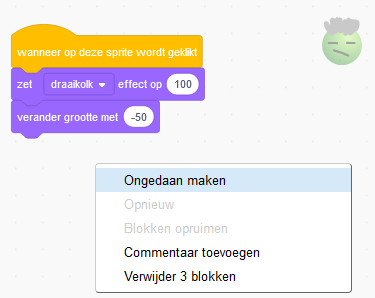 wanneer op deze sprite wordt geklikt
zet draaikolk effect op 100
verander grootte met -50
Ongedaan maken
Opnieuw
Blokken opruimen
Commentaar toevoegen
Verwijder 3 blokken